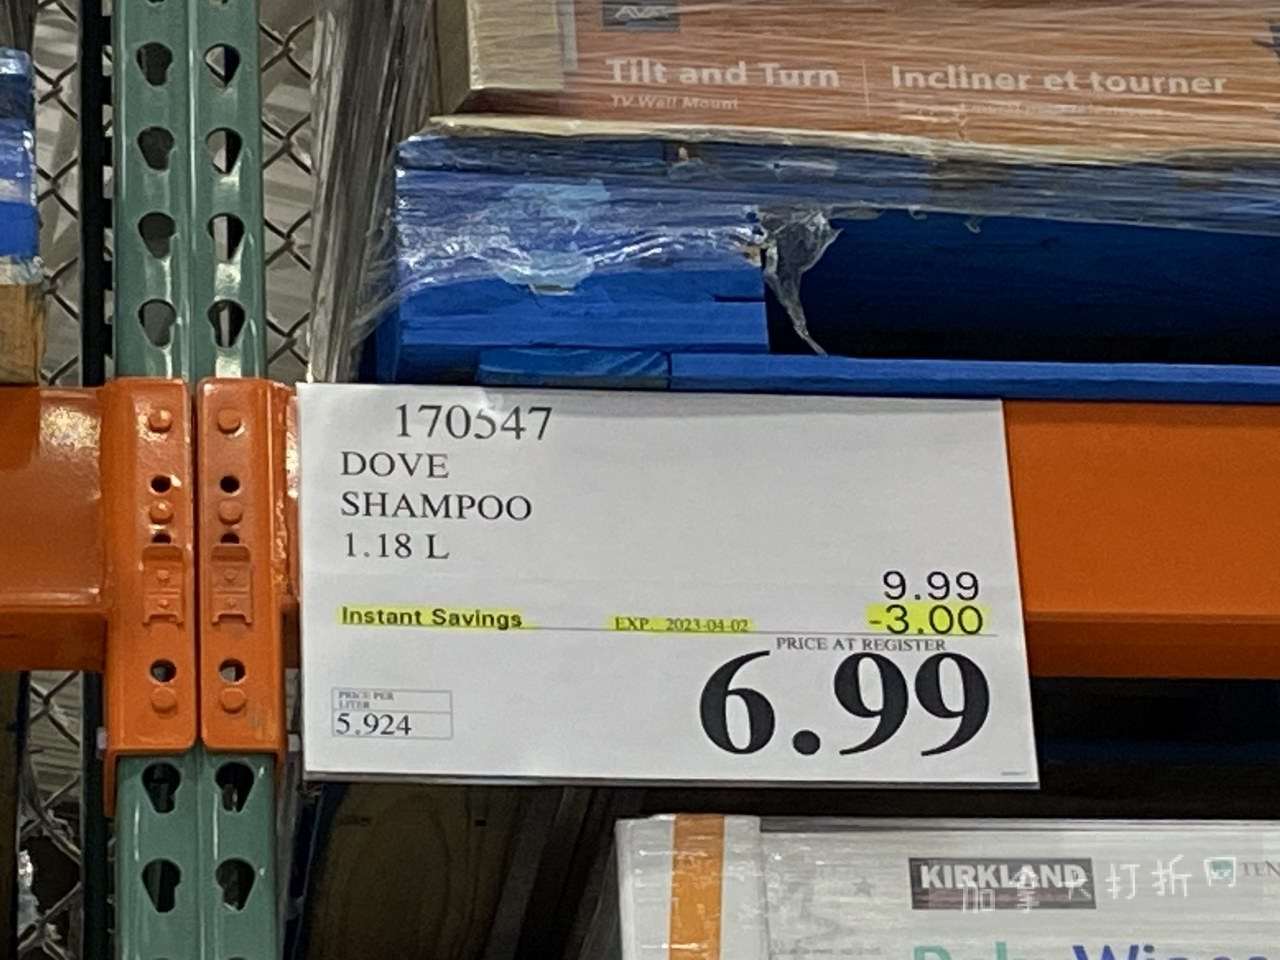 Tilt and Turn
TV Wall Mount
Incliner et tourner
170547
DOVE
SHAMPOO
1.18 L
9.99
Instant Savings EXP. 2023-04-02 -3.00
PRICE AT REGISTER
6.99
PRICE PER
LITER
5.924
KIRKLAND
加拿大打折网